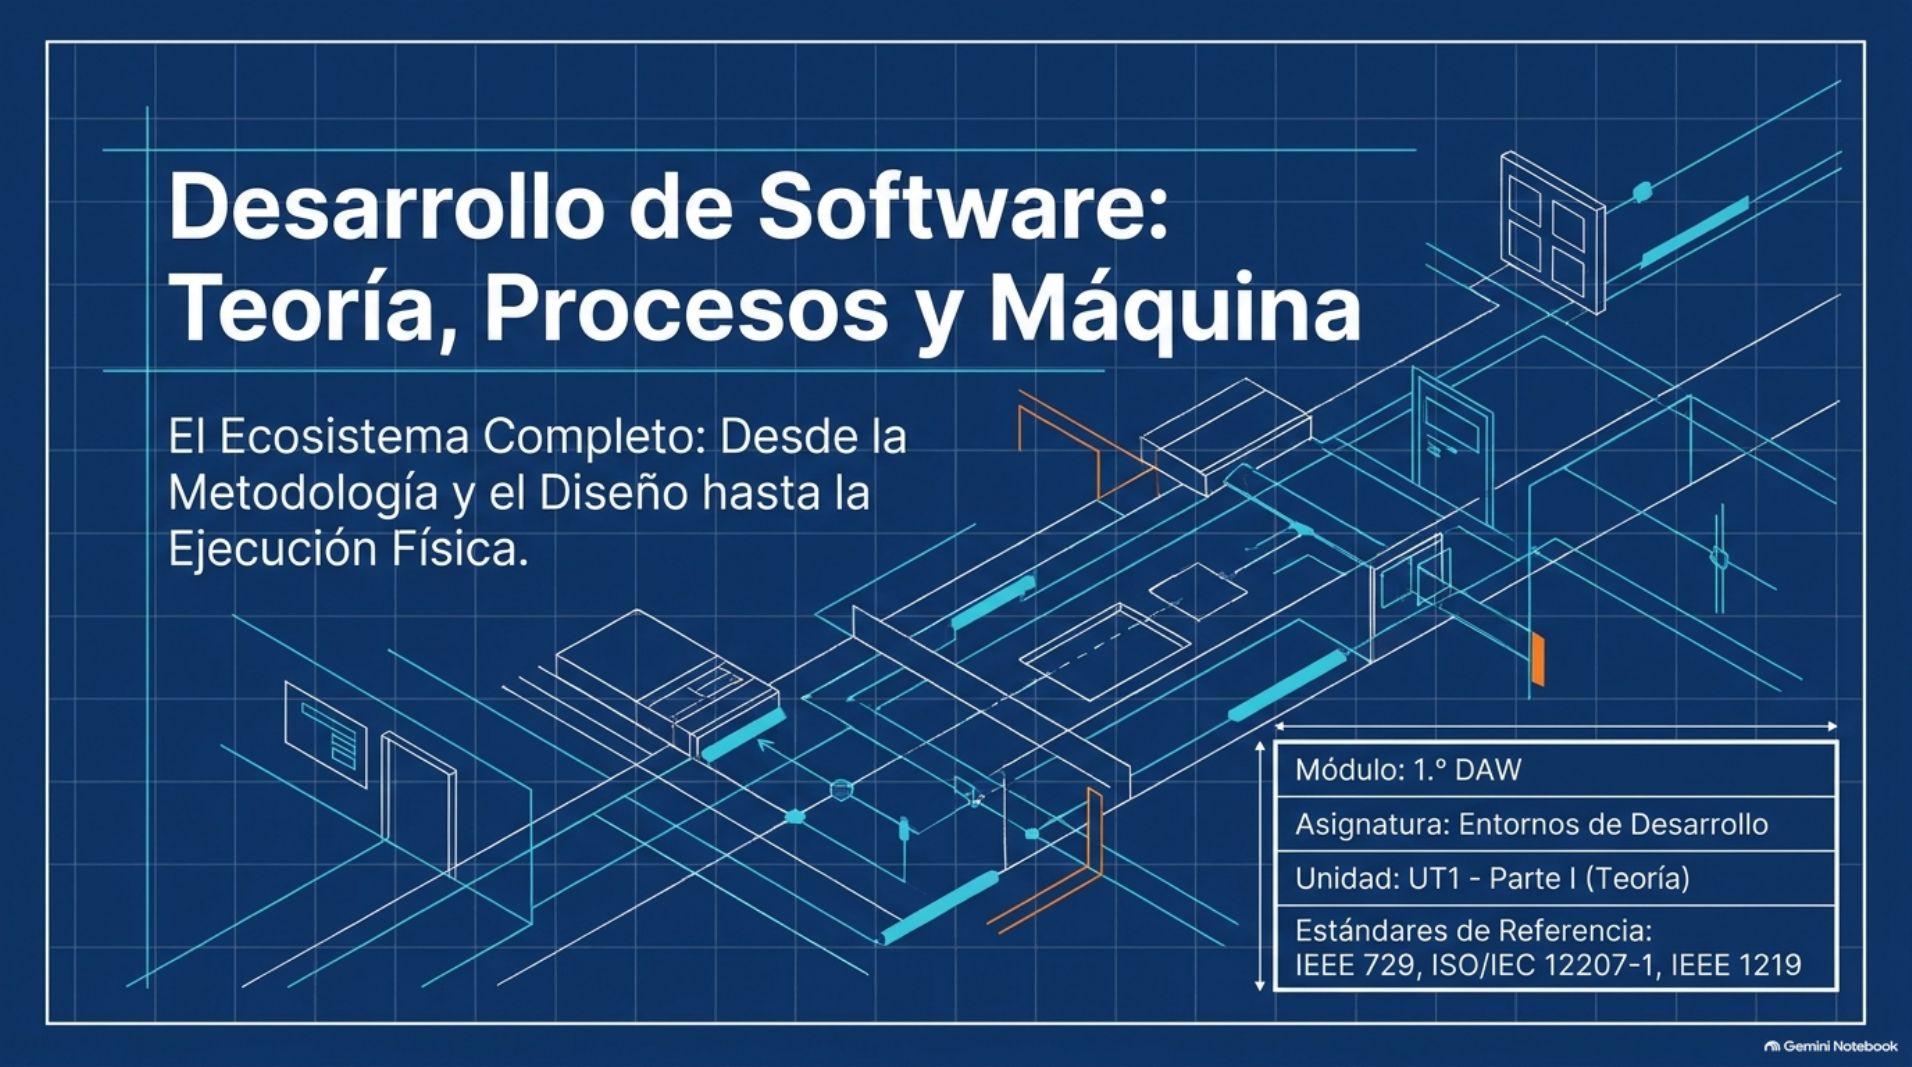 Desarrollo de Software:
Teoría, Procesos y Máquina
El Ecosistema Completo: Desde la
Metodología y el Diseño hasta la
Ejecución Física.
Módulo: 1.º DAW
Asignatura: Entornos de Desarrollo
Unidad: UT1 - Parte I (Teoría)
Estándares de Referencia:
IEEE 729, ISO/IEC 12207-1, IEEE 1219
Gemini Notebook